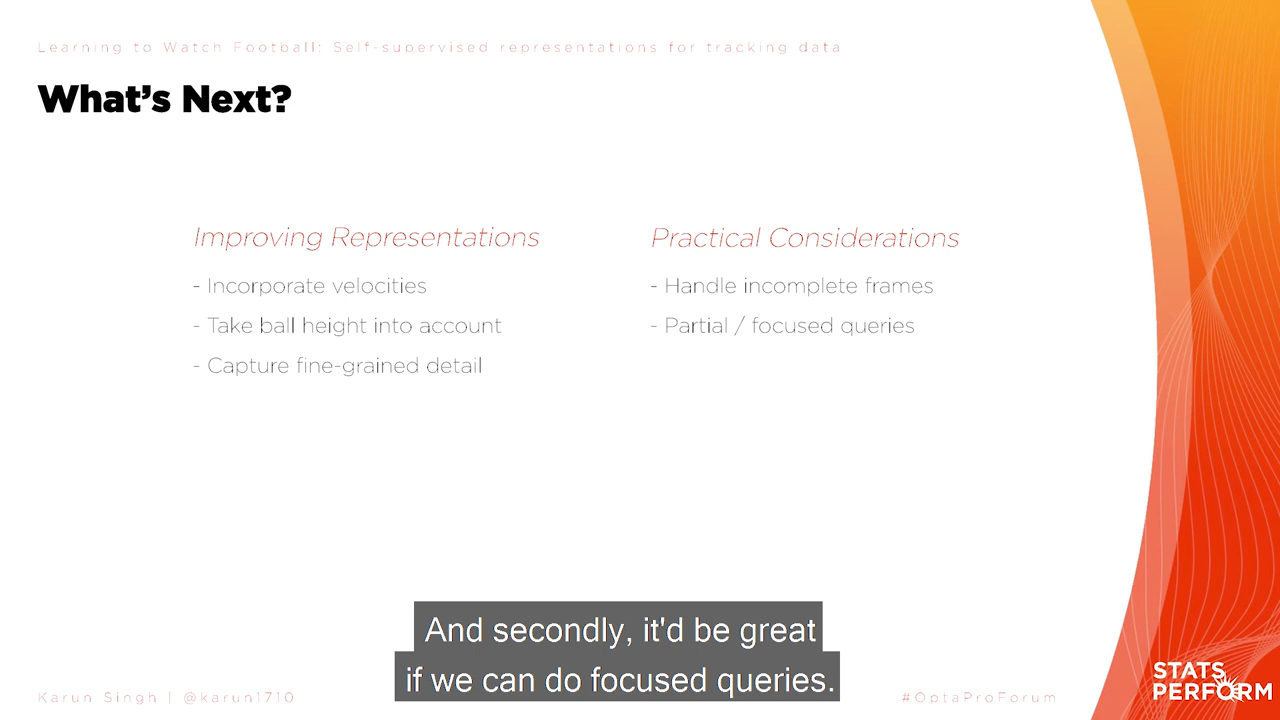 Learning to Watch Football: Self-supervised representations for tracking data
What's Next?
Improving Representations
- Incorporate velocities
- Take ball height into account
- Capture fine-grained detail
Practical Considerations
- Handle incomplete frames
- Partial / focused queries
And secondly, it'd be great
if we can do focused queries.
Karun Singh | @karun1710
#OptaProForum
STATS
PERFORM